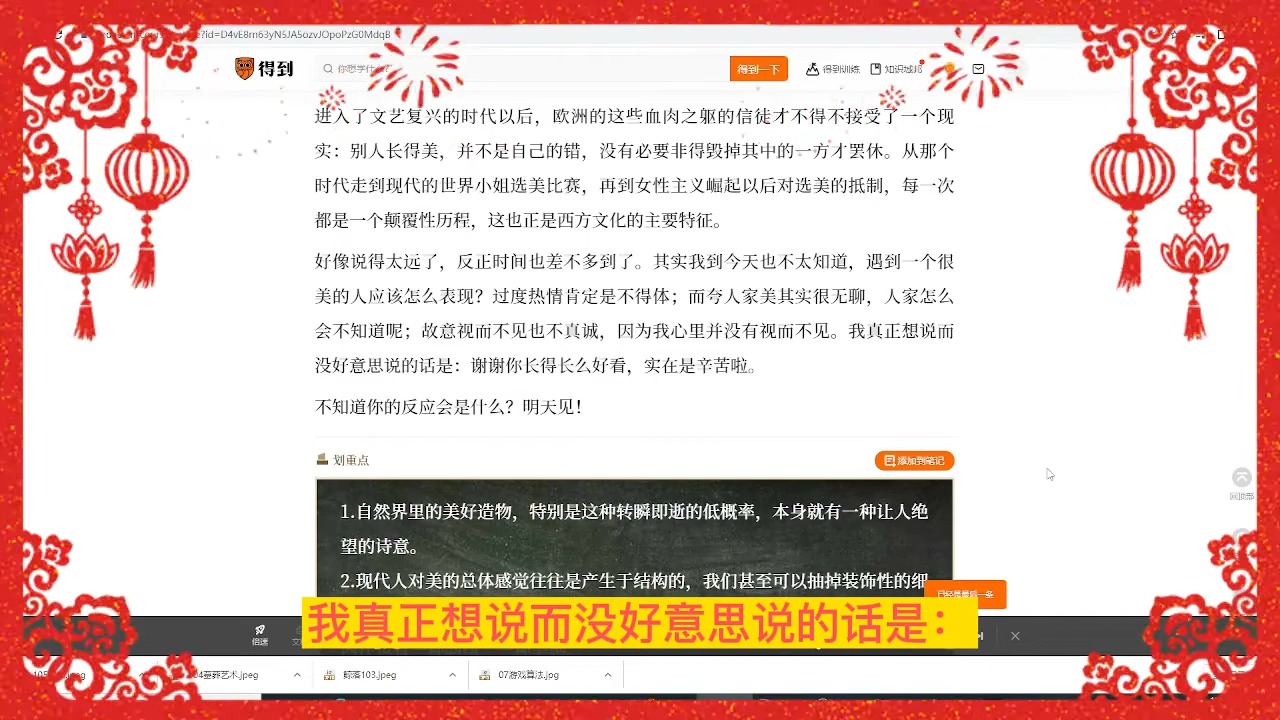 ?id=D4vE8m63yN5JA5ozvJOpoPzG0MdqB
得到
你想学什么?
得到一下
得到训练
知识城邦
进入了文艺复兴的时代以后，欧洲的这些血肉之躯的信徒才不得不接受了一个现
实：别人长得美，并不是自己的错，没有必要非得毁掉其中的一方才罢休。从那个
时代走到现代的世界小姐选美比赛，再到女性主义崛起以后对选美的抵制，每一次
都是一个颠覆性历程，这也正是西方文化的主要特征。
好像说得太远了，反正时间也差不多到了。其实我到今天也不太知道，遇到一个很
美的人应该怎么表现？过度热情肯定是不得体；而夸人家美其实很无聊，人家怎么
会不知道呢；故意视而不见也不真诚，因为我心里并没有视而不见。我真正想说而
没好意思说的话是：谢谢你长得长么好看，实在是辛苦啦。
不知道你的反应会是什么？明天见！
划重点
添加到笔记
1.自然界里的美好造物，特别是这种转瞬即逝的低概率，本身就有一种让人绝
望的诗意。
2.现代人对美的总体感觉往往是产生于结构的，我们甚至可以抽掉装饰性的细
已经是最后一条
回顶部
我真正想说而没好意思说的话是：
倍速
鲸落103.jpeg
07游戏算法.jpg